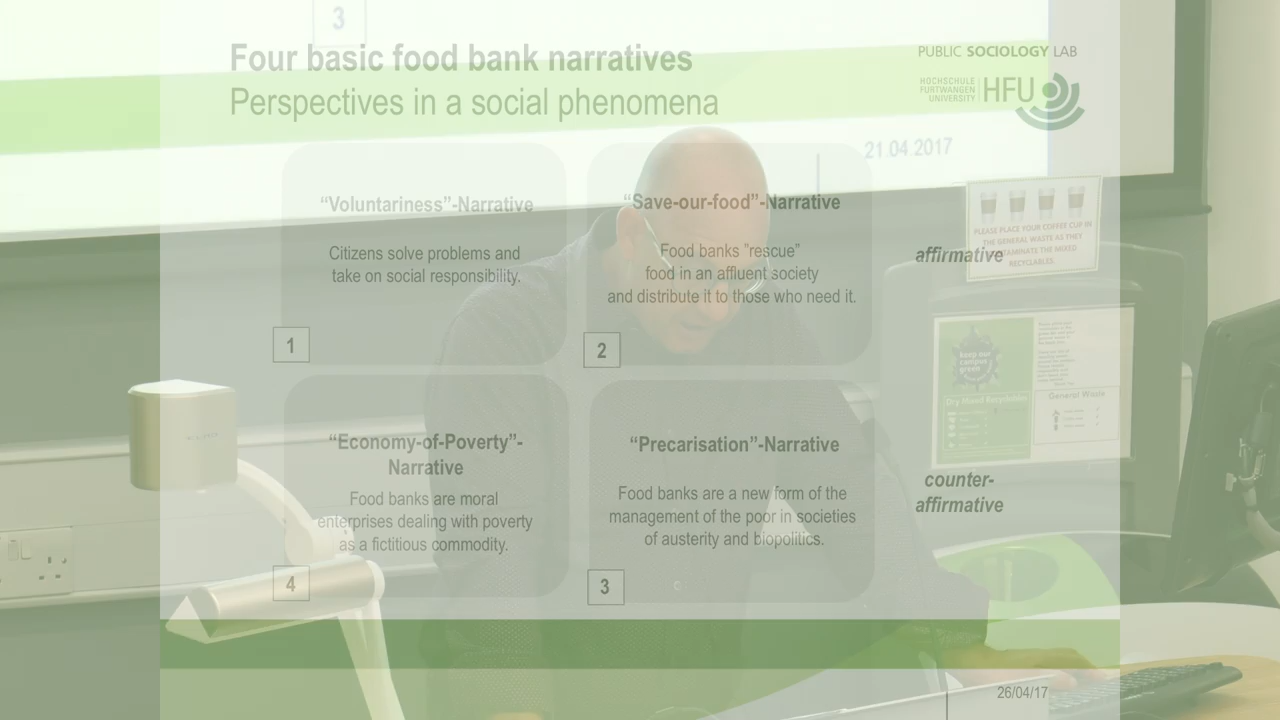 3
Four basic food bank narratives
Perspectives in a social phenomena
PUBLIC SOCIOLOGY LAB
HOCHSCHULE
FURTWANGEN
UNIVERSITY
HFU
21.04.2017
“Voluntariness”-Narrative
Citizens solve problems and
take on social responsibility.
1
“Save-our-food”-Narrative
Food banks ”rescue”
food in an affluent society
and distribute it to those who need it.
2
affirmative
PLEASE PLACE YOUR COFFEE CUP IN
THE GENERAL WASTE AS THEY
CONTAMINATE THE MIXED
RECYCLABLES.
keep our
campus
green
Dry Mixed Recyclables
General Waste
“Economy-of-Poverty”-
Narrative
Food banks are moral
enterprises dealing with poverty
as a fictitious commodity.
4
“Precarisation”-Narrative
Food banks are a new form of the
management of the poor in societies
of austerity and biopolitics.
3
counter-
affirmative
26/04/17